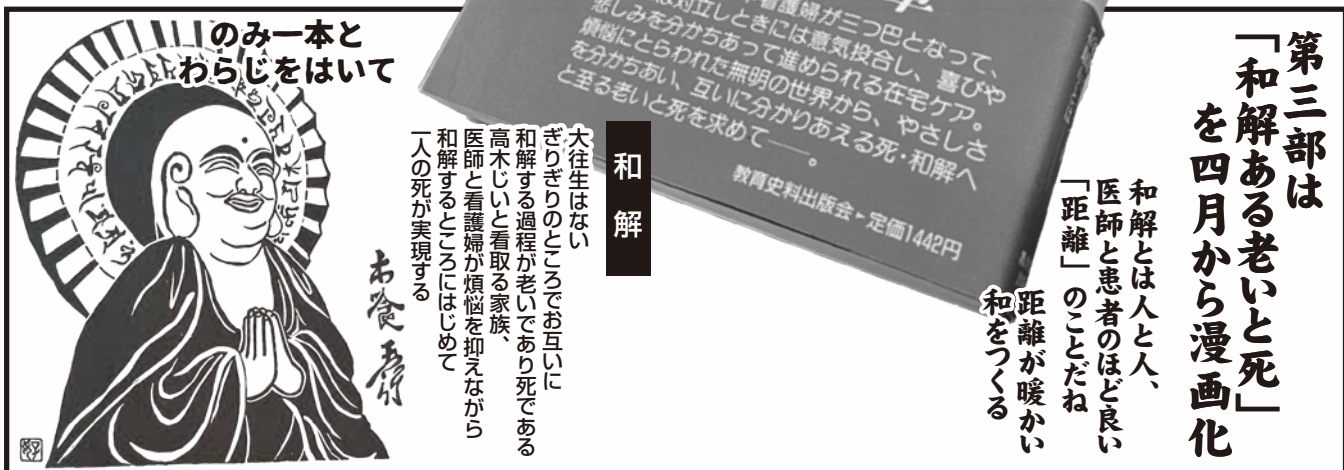 第三部は
「和解ある老いと死」
を四月から漫画化
和解とは人と人、
医師と患者のほど良い
「距離」のことだね
距離が暖かい
和をつくる
看護婦が三つ巴となって、
対立しときには意気投合し、喜びや
悲しみを分かちあって進められる在宅ケア。
煩悩にとらわれた無明の世界から、やさしさ
を分かちあい、互いに分かりあえる死・和解へ
と至る老いと死を求めて――。
教育史料出版会・定価1442円
和解
大往生はない
ぎりぎりのところでお互いに
和解する過程が老いであり死である
高木じいと看取る家族、
医師と看護婦が煩悩を抑えながら
和解するところにはじめて
一人の死が実現する
のみ一本と
わらじをはいて
木喰